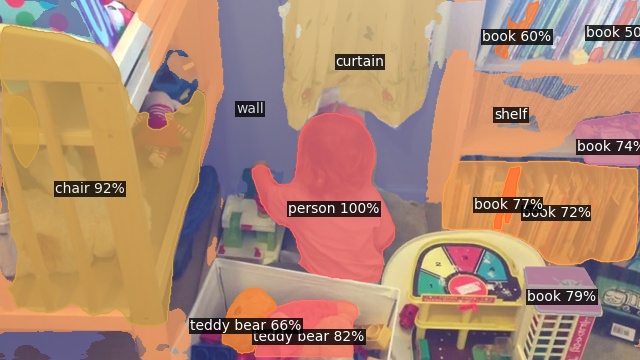 book 60%
book 50
curtain
wall
shelf
book 74%
chair 92%
person 100%
book 77%
book 72%
book 79%
teddy bear 66%
teddy bear 82%